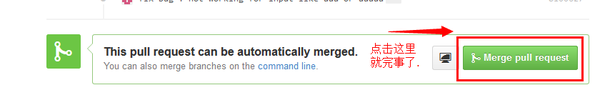 This pull request can be automatically merged.
You can also merge branches on the command line.
点击这里
就完事了.
Merge pull request